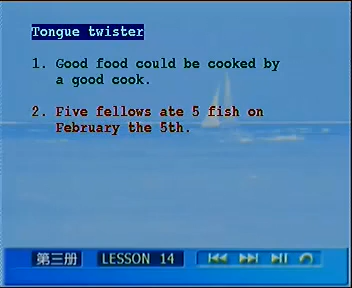 Tongue twister
1. Good food could be cooked by
a good cook.
2. Five fellows ate 5 fish on
February the 5th.
第三册 LESSON 14